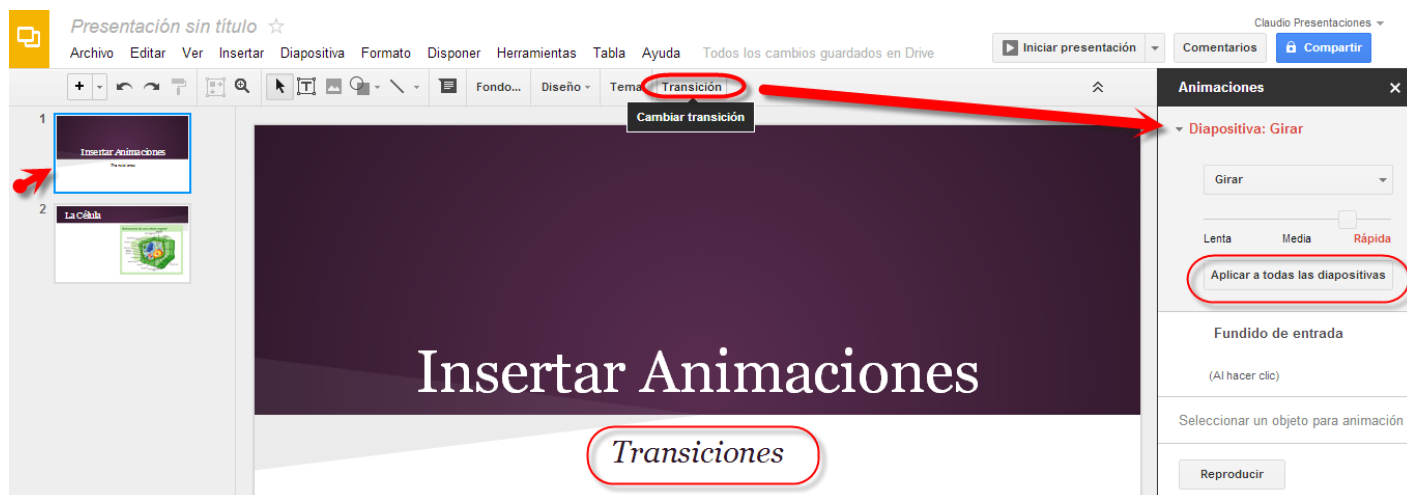 Presentación sin título
Claudio Presentaciones
Archivo Editar Ver Insertar Diapositiva Formato Disponer Herramientas Tabla Ayuda Todos los cambios guardados en Drive
Iniciar presentación Comentarios Compartir
Fondo... Diseño Tema Transición
Cambiar transición
1
Insertar Animaciones
2
La Célula
Insertar Animaciones
Transiciones
Animaciones
Diapositiva: Girar
Girar
Lenta Media Rápida
Aplicar a todas las diapositivas
Fundido de entrada
(Al hacer clic)
Seleccionar un objeto para animación
Reproducir